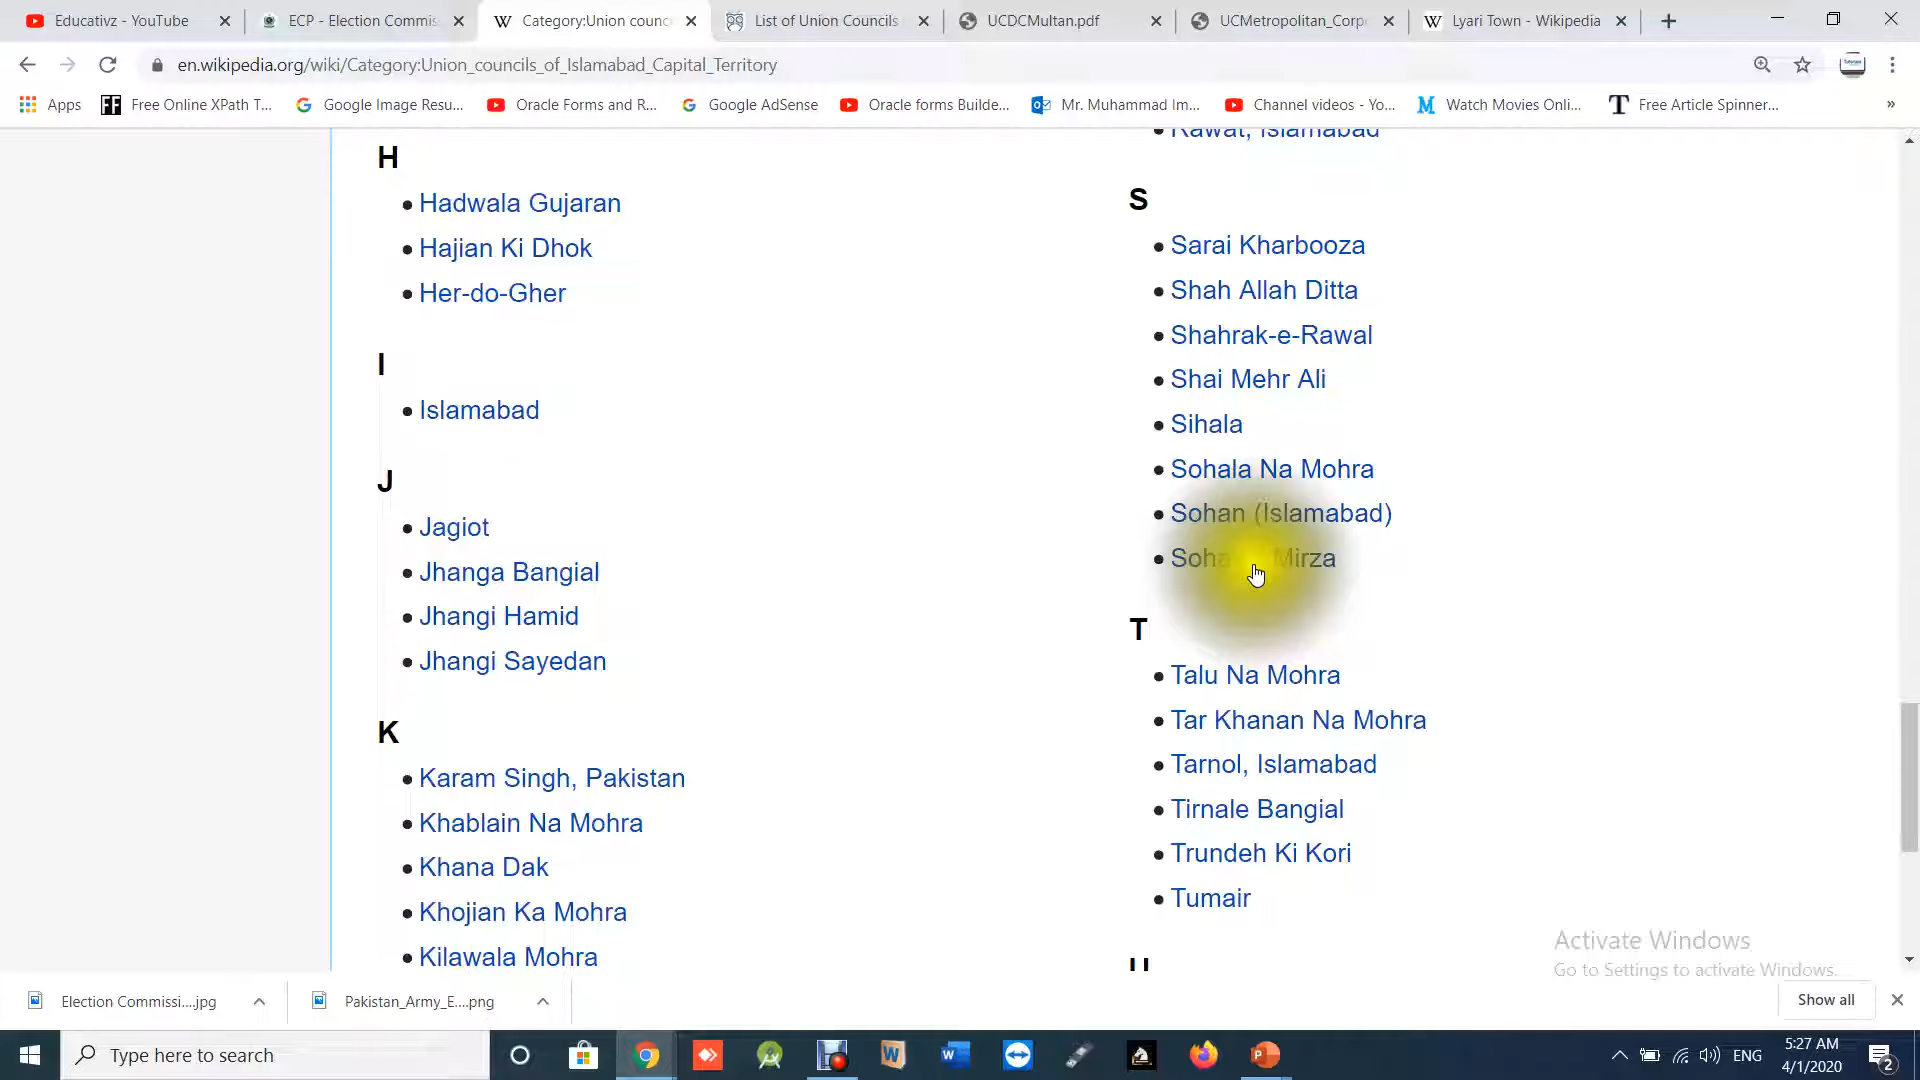 Educativz - YouTube
ECP - Election Commis
Category:Union counc
List of Union Councils
UCDCMultan.pdf
UCMetropolitan_Corp
Lyari Town - Wikipedia
en.wikipedia.org/wiki/Category:Union_councils_of_Islamabad_Capital_Territory
Apps
Free Online XPath T...
Google Image Resu...
Oracle Forms and R...
Google AdSense
Oracle forms Builde...
Mr. Muhammad Im...
Channel videos - Yo...
Watch Movies Onli...
Free Article Spinner...
H
Hadwala Gujaran
Hajian Ki Dhok
Her-do-Gher
I
Islamabad
J
Jagiot
Jhanga Bangial
Jhangi Hamid
Jhangi Sayedan
K
Karam Singh, Pakistan
Khablain Na Mohra
Khana Dak
Khojian Ka Mohra
Kilawala Mohra
Rawat, Islamabad
S
Sarai Kharbooza
Shah Allah Ditta
Shahrak-e-Rawal
Shai Mehr Ali
Sihala
Sohala Na Mohra
Sohan (Islamabad)
Mirza
T
Talu Na Mohra
Tar Khanan Na Mohra
Tarnol, Islamabad
Tirnale Bangial
Trundeh Ki Kori
Tumair
U
Activate Windows
Go to Settings to activate Windows.
Election Commissi....jpg
Pakistan_Army_E....png
Show all
Type here to search
ENG
5:27 AM
4/1/2020
2